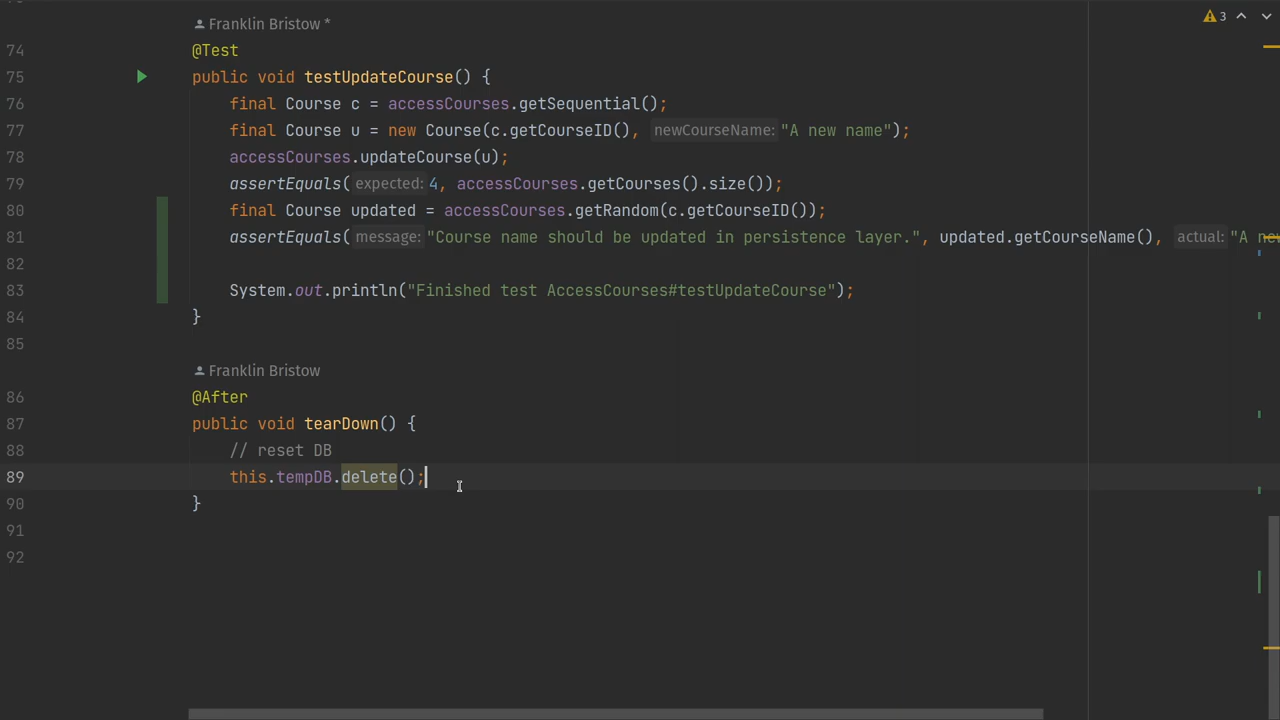 Franklin Bristow *
3
74 @Test
75 public void testUpdateCourse() {
76 final Course c = accessCourses.getSequential();
77 final Course u = new Course(c.getCourseID(), newCourseName: "A new name");
78 accessCourses.updateCourse(u);
79 assertEquals( expected: 4, accessCourses.getCourses().size());
80 final Course updated = accessCourses.getRandom(c.getCourseID());
81 assertEquals( message: "Course name should be updated in persistence layer.", updated.getCourseName(), actual: "A new
82
83 System.out.println("Finished test AccessCourses#testUpdateCourse");
84 }
85
Franklin Bristow
86 @After
87 public void tearDown() {
88 // reset DB
89 this.tempDB.delete();
90 }
91
92